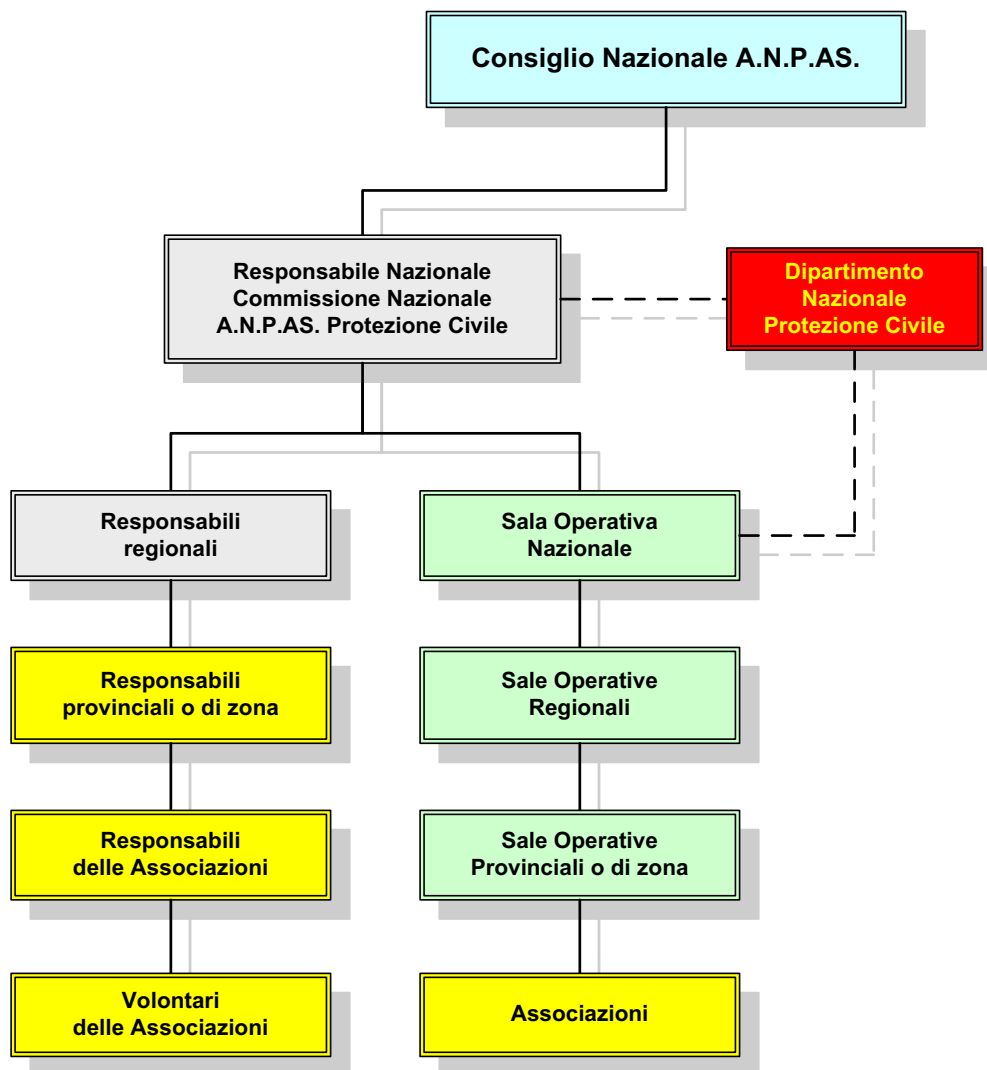 Consiglio Nazionale A.N.P.AS.
Responsabile Nazionale
Commissione Nazionale
A.N.P.AS. Protezione Civile
Dipartimento
Nazionale
Protezione Civile
Responsabili
regionali
Sala Operativa
Nazionale
Responsabili
provinciali o di zona
Sale Operative
Regionali
Responsabili
delle Associazioni
Sale Operative
Provinciali o di zona
Volontari
delle Associazioni
Associazioni